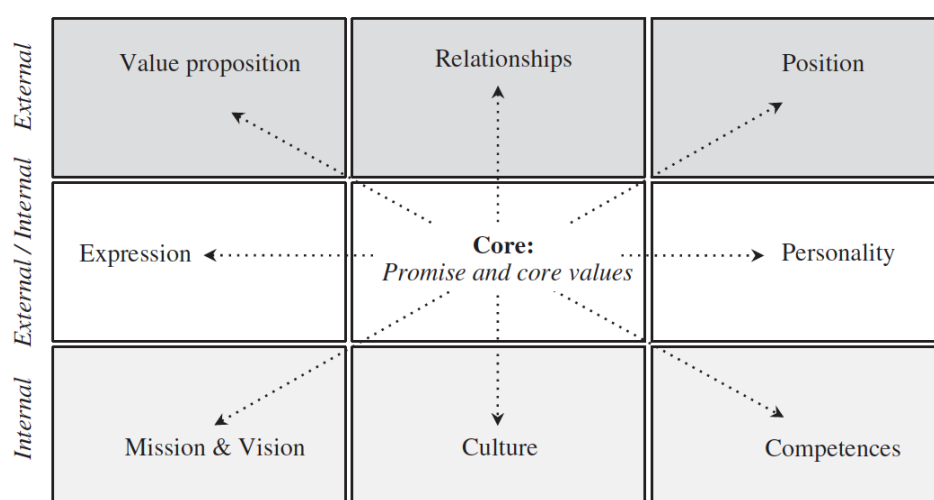 External
Value proposition
Relationships
Position
External / Internal
Expression
Core:
Promise and core values
Personality
Internal
Mission & Vision
Culture
Competences